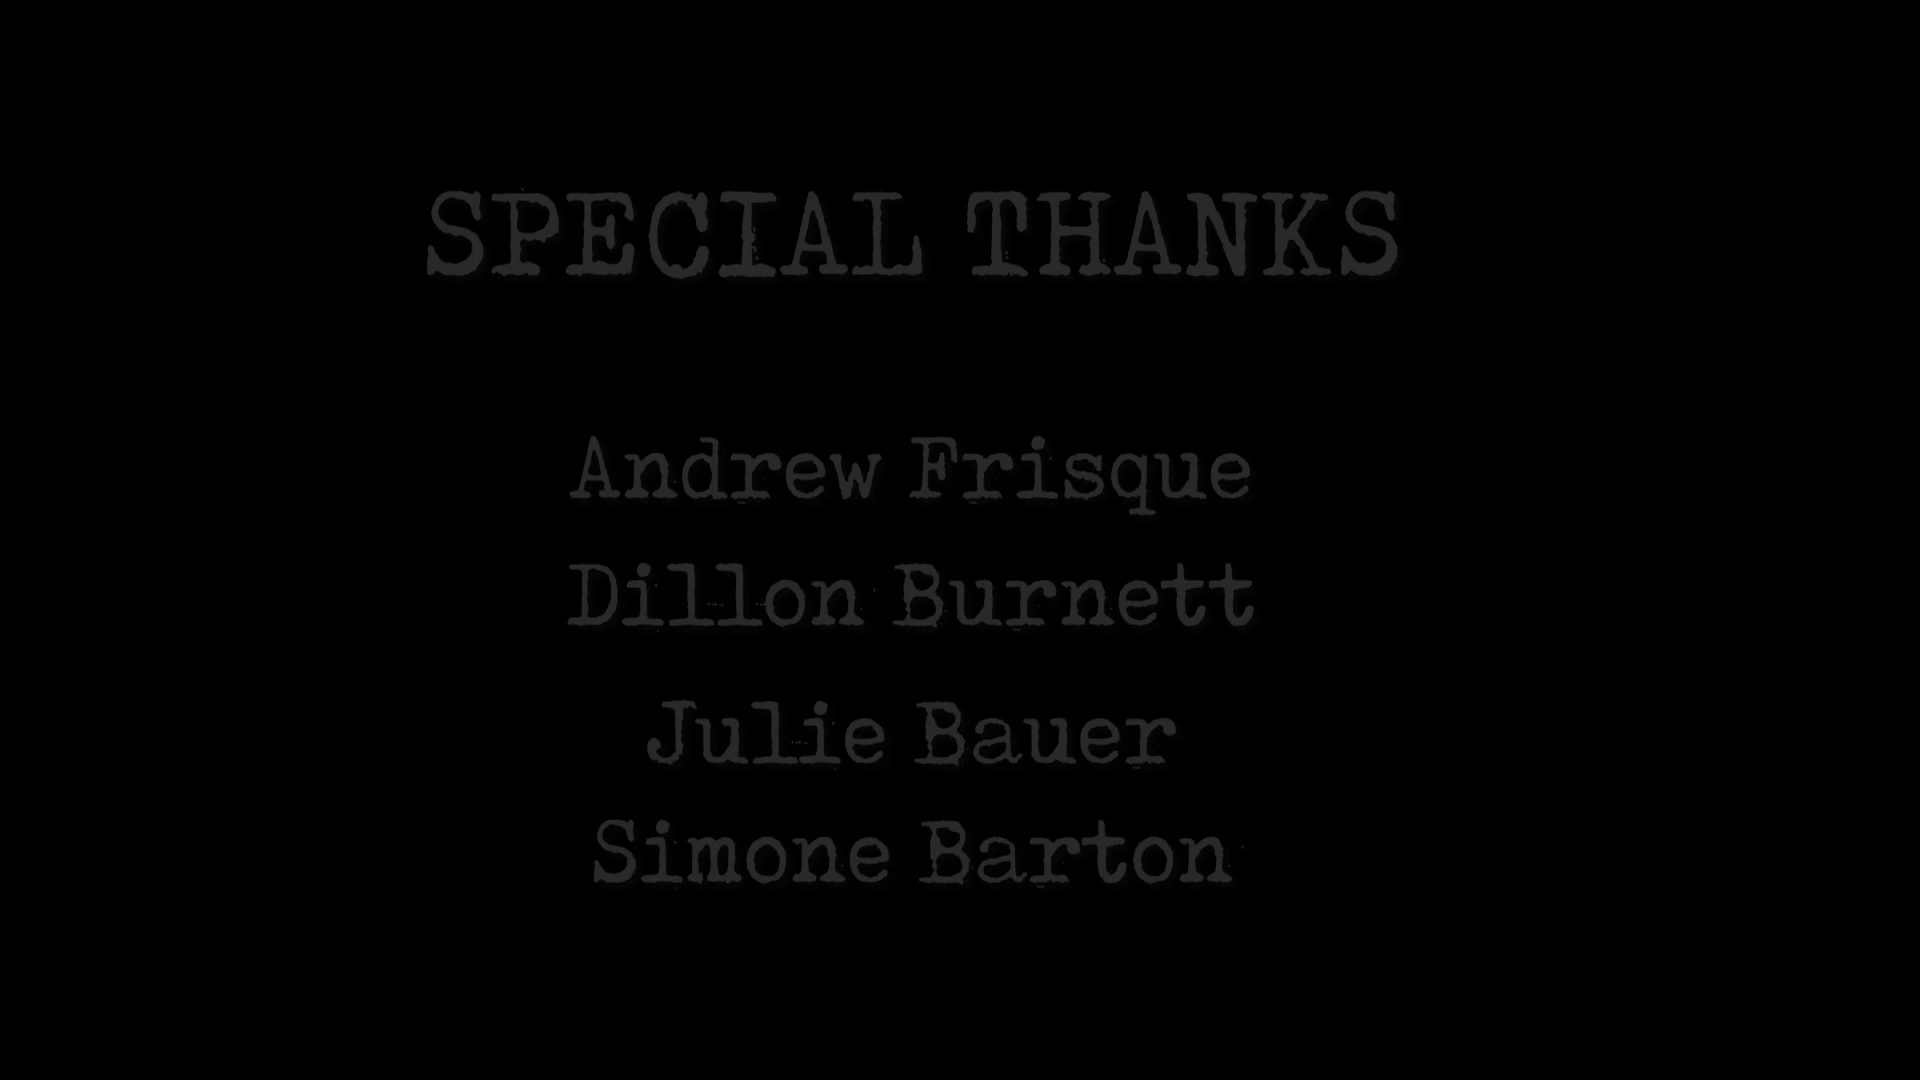 SPECIAL THANKS
Andrew Frisque
Dillon Burnett
Julie Bauer
Simone Barton